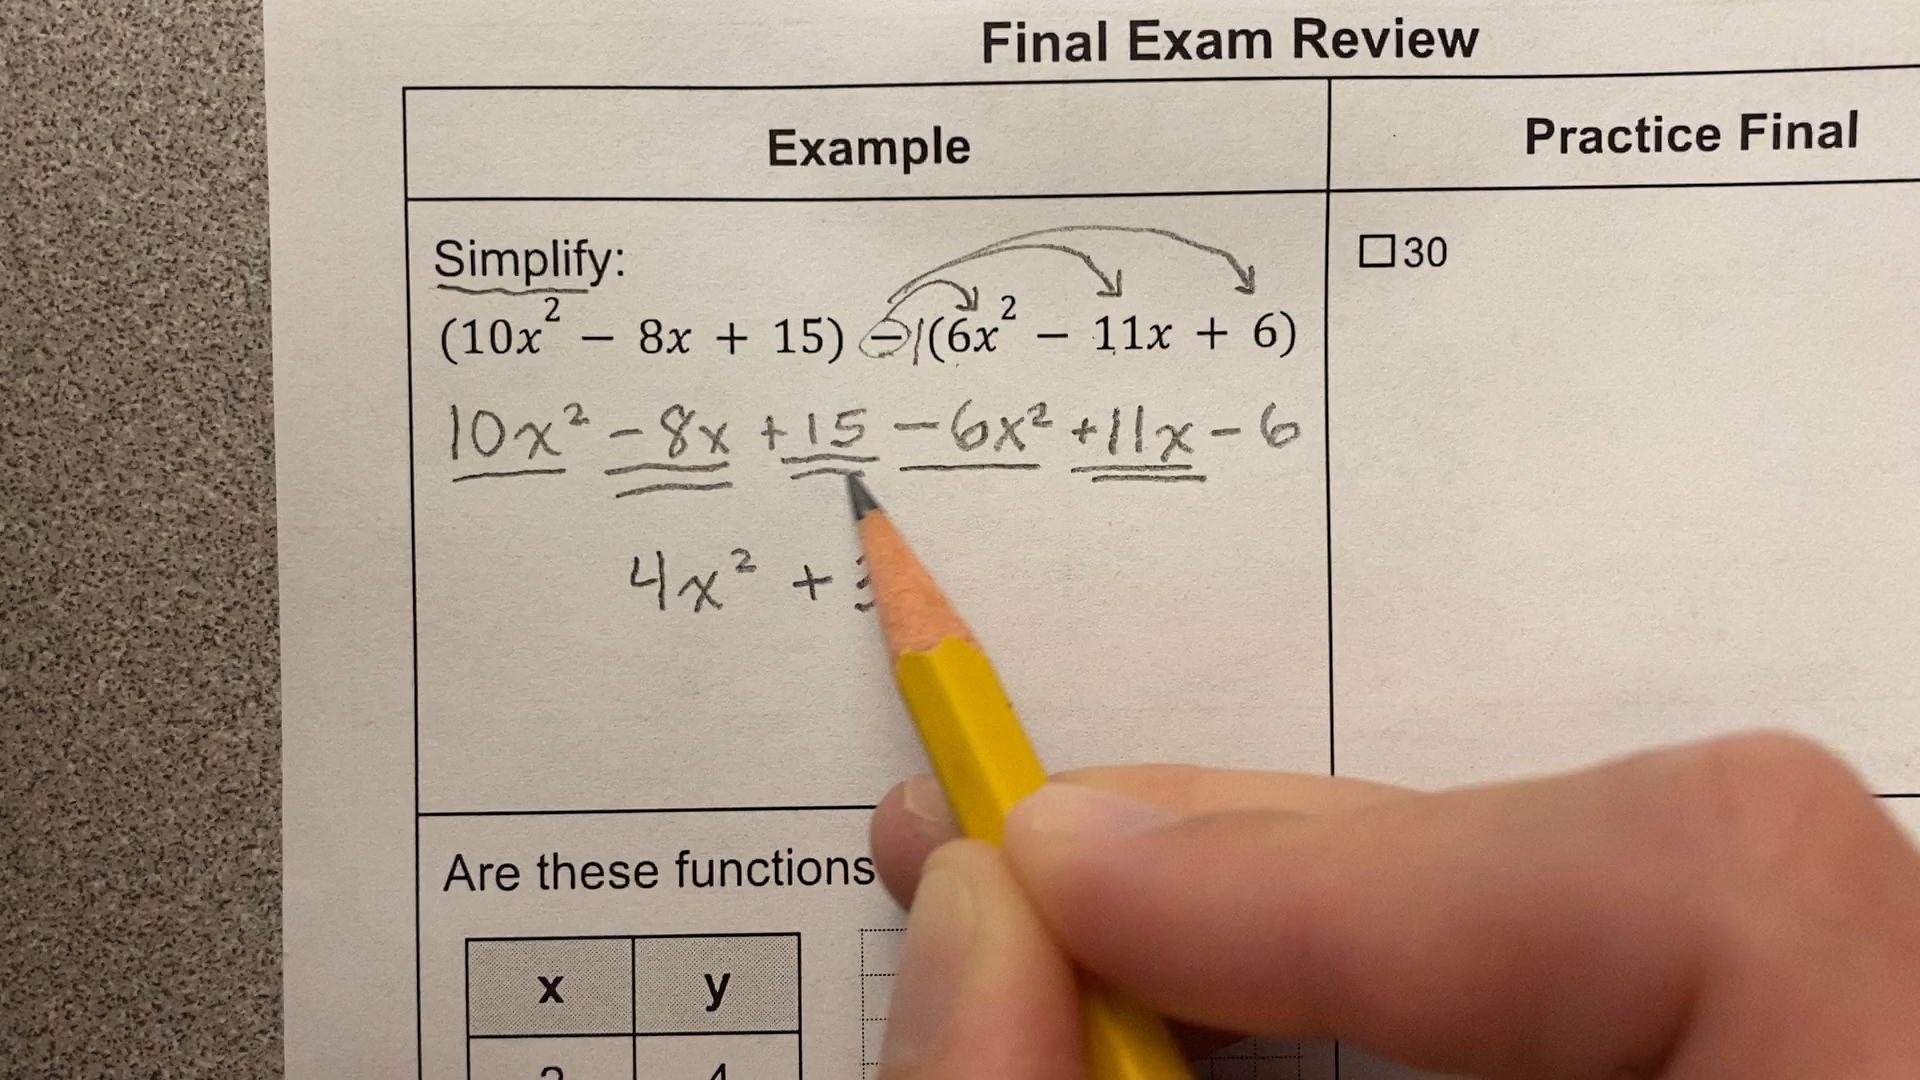 Final Exam Review
Example
Practice Final
Simplify:
□30
(10x² − 8x + 15) − 1(6x² − 11x + 6)
10x² − 8x + 15 − 6x² + 11x − 6
4x² +
Are these functions
x y